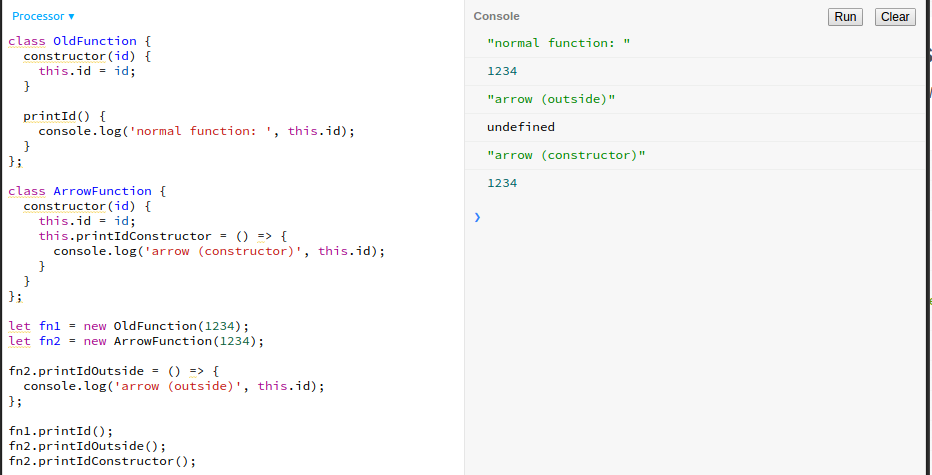 Processor ▾
class OldFunction {
  constructor(id) {
    this.id = id;
  }

  printId() {
    console.log('normal function: ', this.id);
  }
};

class ArrowFunction {
  constructor(id) {
    this.id = id;
    this.printIdConstructor = () => {
      console.log('arrow (constructor)', this.id);
    }
  }
};

let fn1 = new OldFunction(1234);
let fn2 = new ArrowFunction(1234);

fn2.printIdOutside = () => {
  console.log('arrow (outside)', this.id);
};

fn1.printId();
fn2.printIdOutside();
fn2.printIdConstructor();
Console Run Clear
"normal function: "
1234
"arrow (outside)"
undefined
"arrow (constructor)"
1234
❯